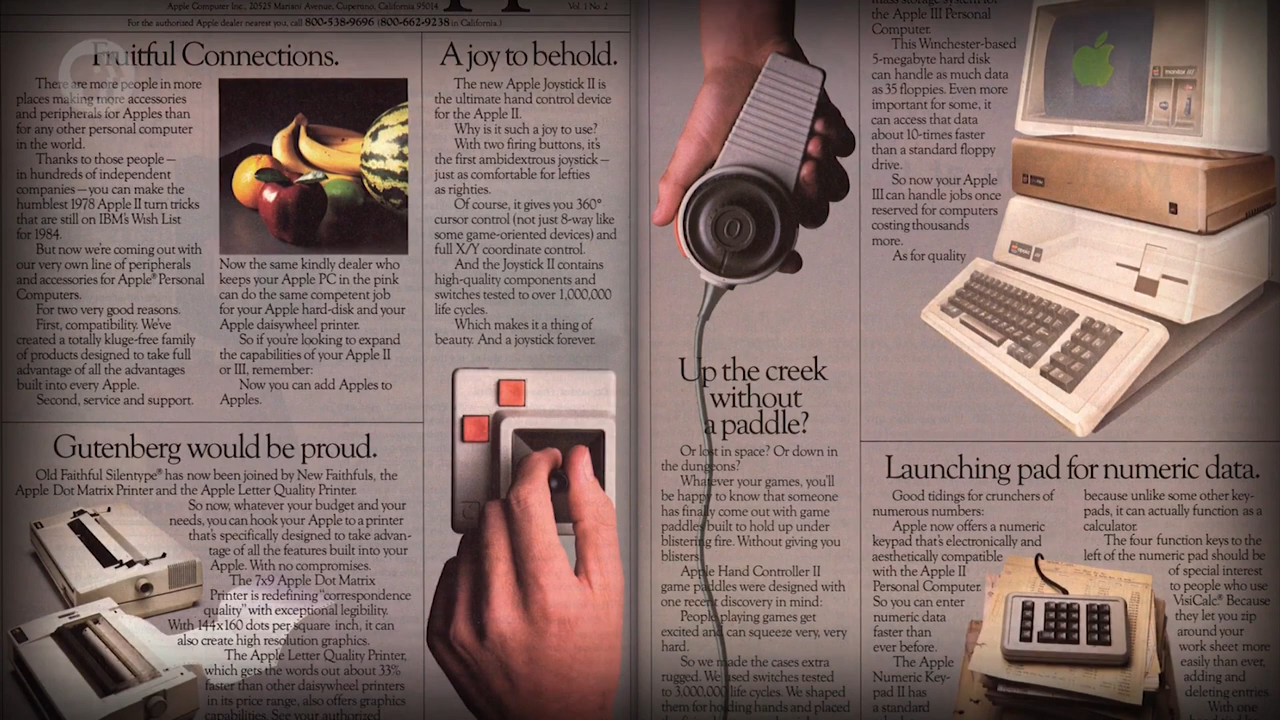 Apple Computer Inc., 20525 Mariani Avenue, Cupertino, California 95014
Vol. 1 No. 2
For the authorized Apple dealer nearest you, call 800-538-9696 (800-662-9238 in California.)
Fruitful Connections.
There are more people in more
places making more accessories
and peripherals for Apples than
for any other personal computer
in the world.
Thanks to those people —
in hundreds of independent
companies — you can make the
humblest 1978 Apple II turn tricks
that are still on IBM's Wish List
for 1984.
But now we're coming out with
our very own line of peripherals
and accessories for Apple® Personal
Computers.
For two very good reasons.
First, compatibility. We've
created a totally kluge-free family
of products designed to take full
advantage of all the advantages
built into every Apple.
Second, service and support.
Now the same kindly dealer who
keeps your Apple PC in the pink
can do the same competent job
for your Apple hard-disk and your
Apple daisywheel printer.
So if you're looking to expand
the capabilities of your Apple II
or III, remember:
Now you can add Apples to
Apples.
Gutenberg would be proud.
Old Faithful Silentype® has now been joined by New Faithfuls, the
Apple Dot Matrix Printer and the Apple Letter Quality Printer.
So now, whatever your budget and your
needs, you can hook your Apple to a printer
that's specifically designed to take advan-
tage of all the features built into your
Apple. With no compromises.
The 7x9 Apple Dot Matrix
Printer is redefining "correspondence
quality" with exceptional legibility.
With 144x160 dots per square inch, it can
also create high resolution graphics.
The Apple Letter Quality Printer,
which gets the words out about 33%
faster than other daisywheel printers
in its price range, also offers graphics
capabilities. See your authorized
A joy to behold.
The new Apple Joystick II is
the ultimate hand control device
for the Apple II.
Why is it such a joy to use?
With two firing buttons, it's
the first ambidextrous joystick —
just as comfortable for lefties
as righties.
Of course, it gives you 360°
cursor control (not just 8-way like
some game-oriented devices) and
full X/Y coordinate control.
And the Joystick II contains
high-quality components and
switches tested to over 1,000,000
life cycles.
Which makes it a thing of
beauty. And a joystick forever.
Up the creek
without
a paddle?
Or lost in space? Or down in
the dungeons?
Whatever your games, you'll
be happy to know that someone
has finally come out with game
paddles built to hold up under
blistering fire. Without giving you
blisters.
Apple Hand Controller II
game paddles were designed with
one recent discovery in mind:
People playing games get
excited and can squeeze very, very
hard.
So we made the cases extra
rugged. We used switches tested
to 3,000,000 life cycles. We shaped
them for holding hands and placed
the Apple III Personal
Computer.
This Winchester-based
5-megabyte hard disk
can handle as much data
as 35 floppies. Even more
important for some, it
can access that data
about 10-times faster
than a standard floppy
drive.
So now your Apple
III can handle jobs once
reserved for computers
costing thousands
more.
As for quality
Launching pad for numeric data.
Good tidings for crunchers of
numerous numbers:
Apple now offers a numeric
keypad that's electronically and
aesthetically compatible
with the Apple II
Personal Computer.
So you can enter
numeric data
faster than
ever before.
The Apple
Numeric Key-
pad II has
a standard
because unlike some other key-
pads, it can actually function as a
calculator.
The four function keys to the
left of the numeric pad should be
of special interest
to people who use
VisiCalc® Because
they let you zip
around your
work sheet more
easily than ever,
adding and
deleting entries.
With one